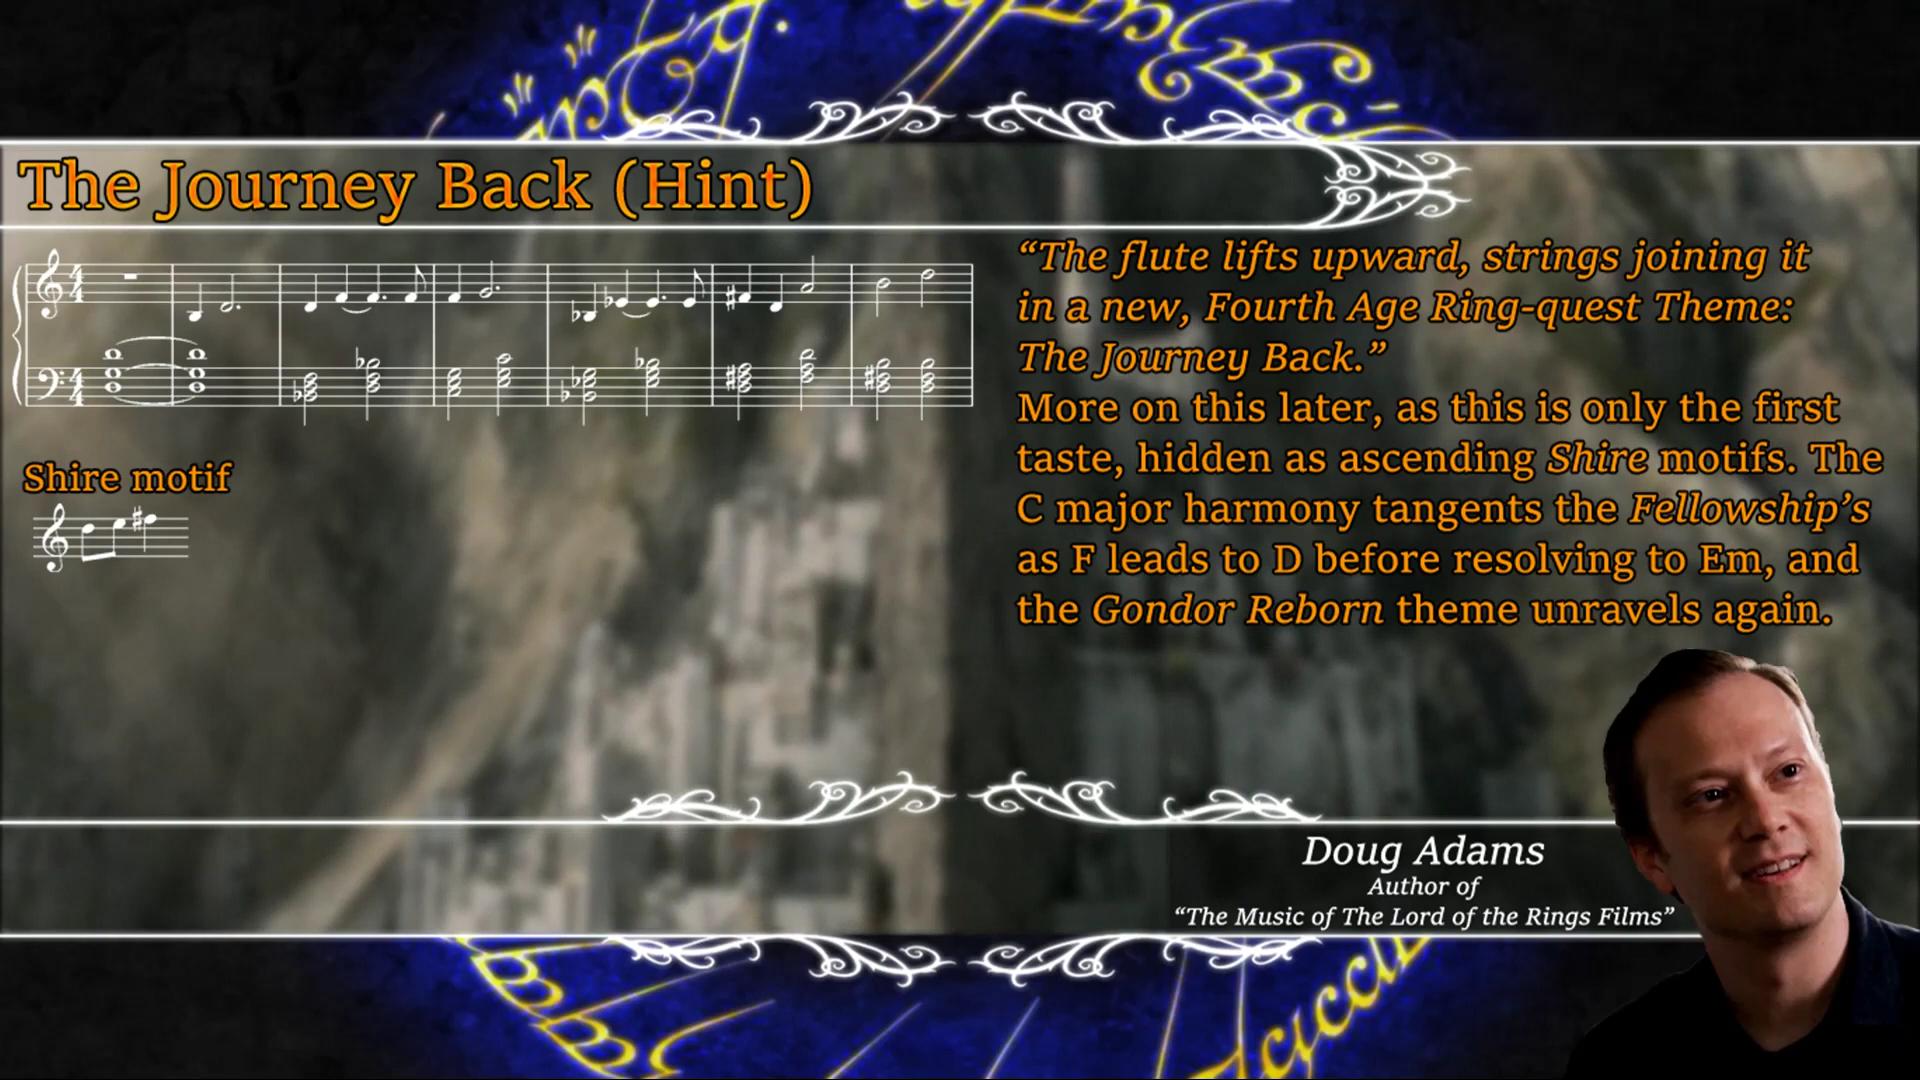 The Journey Back (Hint)
“The flute lifts upward, strings joining it
in a new, Fourth Age Ring-quest Theme:
The Journey Back.”
More on this later, as this is only the first
taste, hidden as ascending Shire motifs. The
C major harmony tangents the Fellowship’s
as F leads to D before resolving to Em, and
the Gondor Reborn theme unravels again.
Shire motif
Doug Adams
Author of
“The Music of The Lord of the Rings Films”